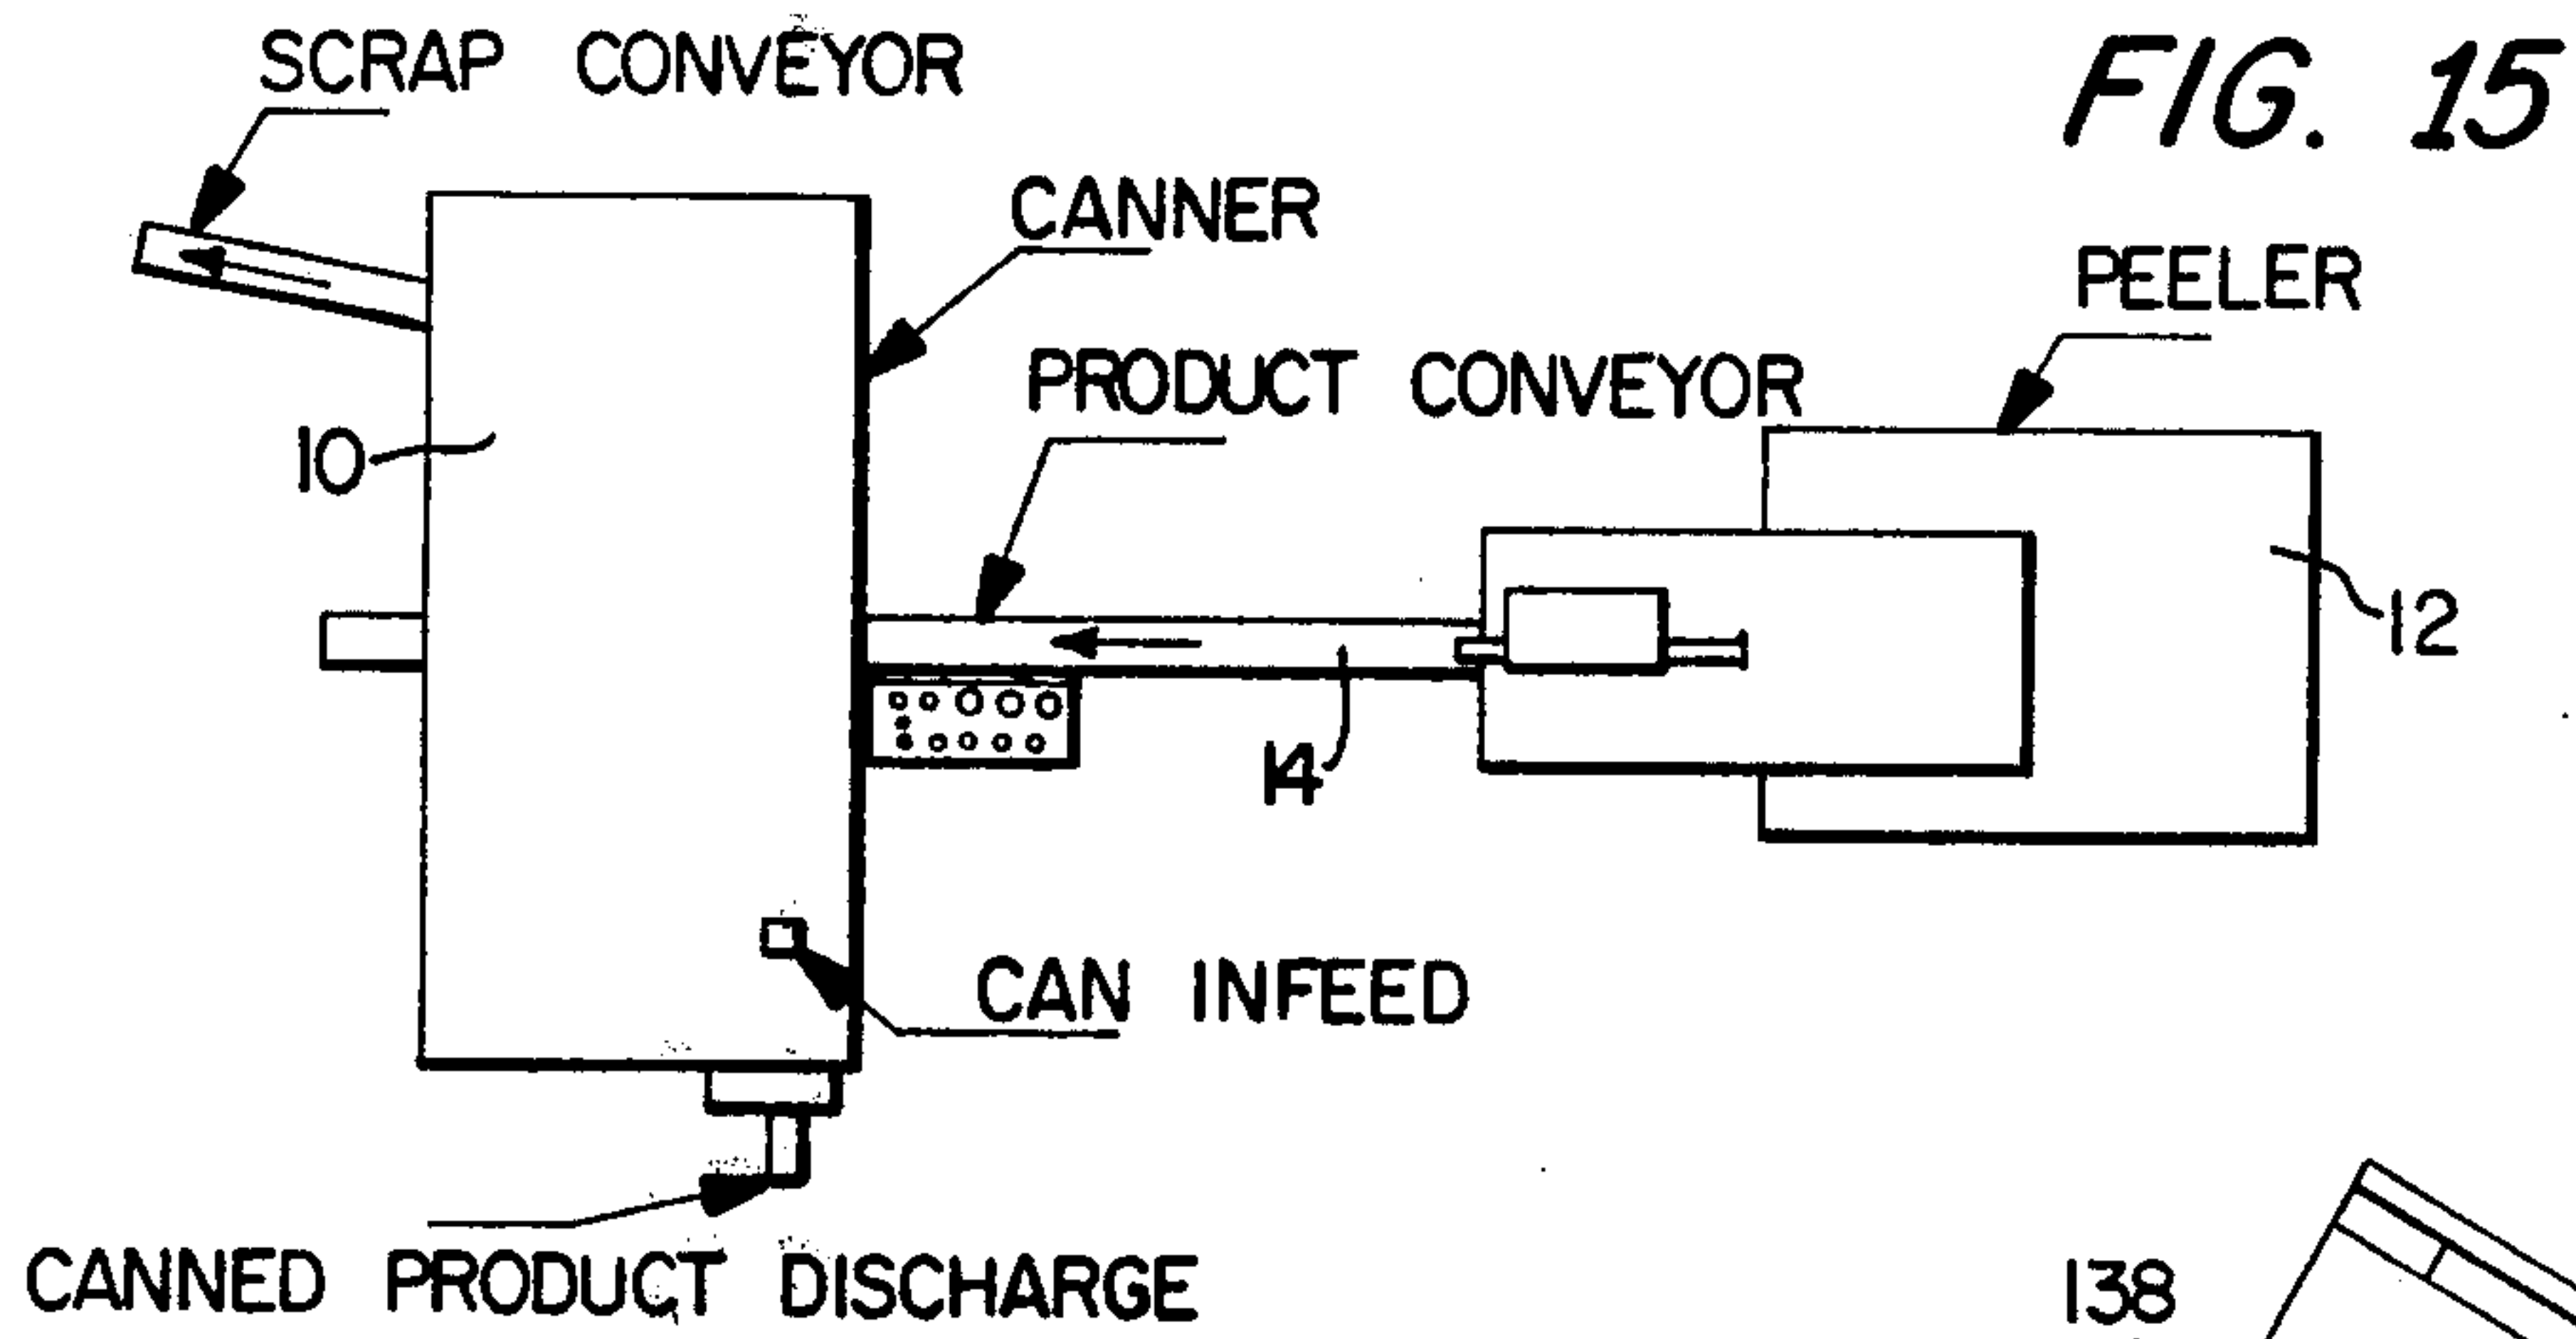 SCRAP CONVEYOR
FIG. 15
CANNER
PEELER
PRODUCT CONVEYOR
10
12
14
CAN INFEED
CANNED PRODUCT DISCHARGE
138